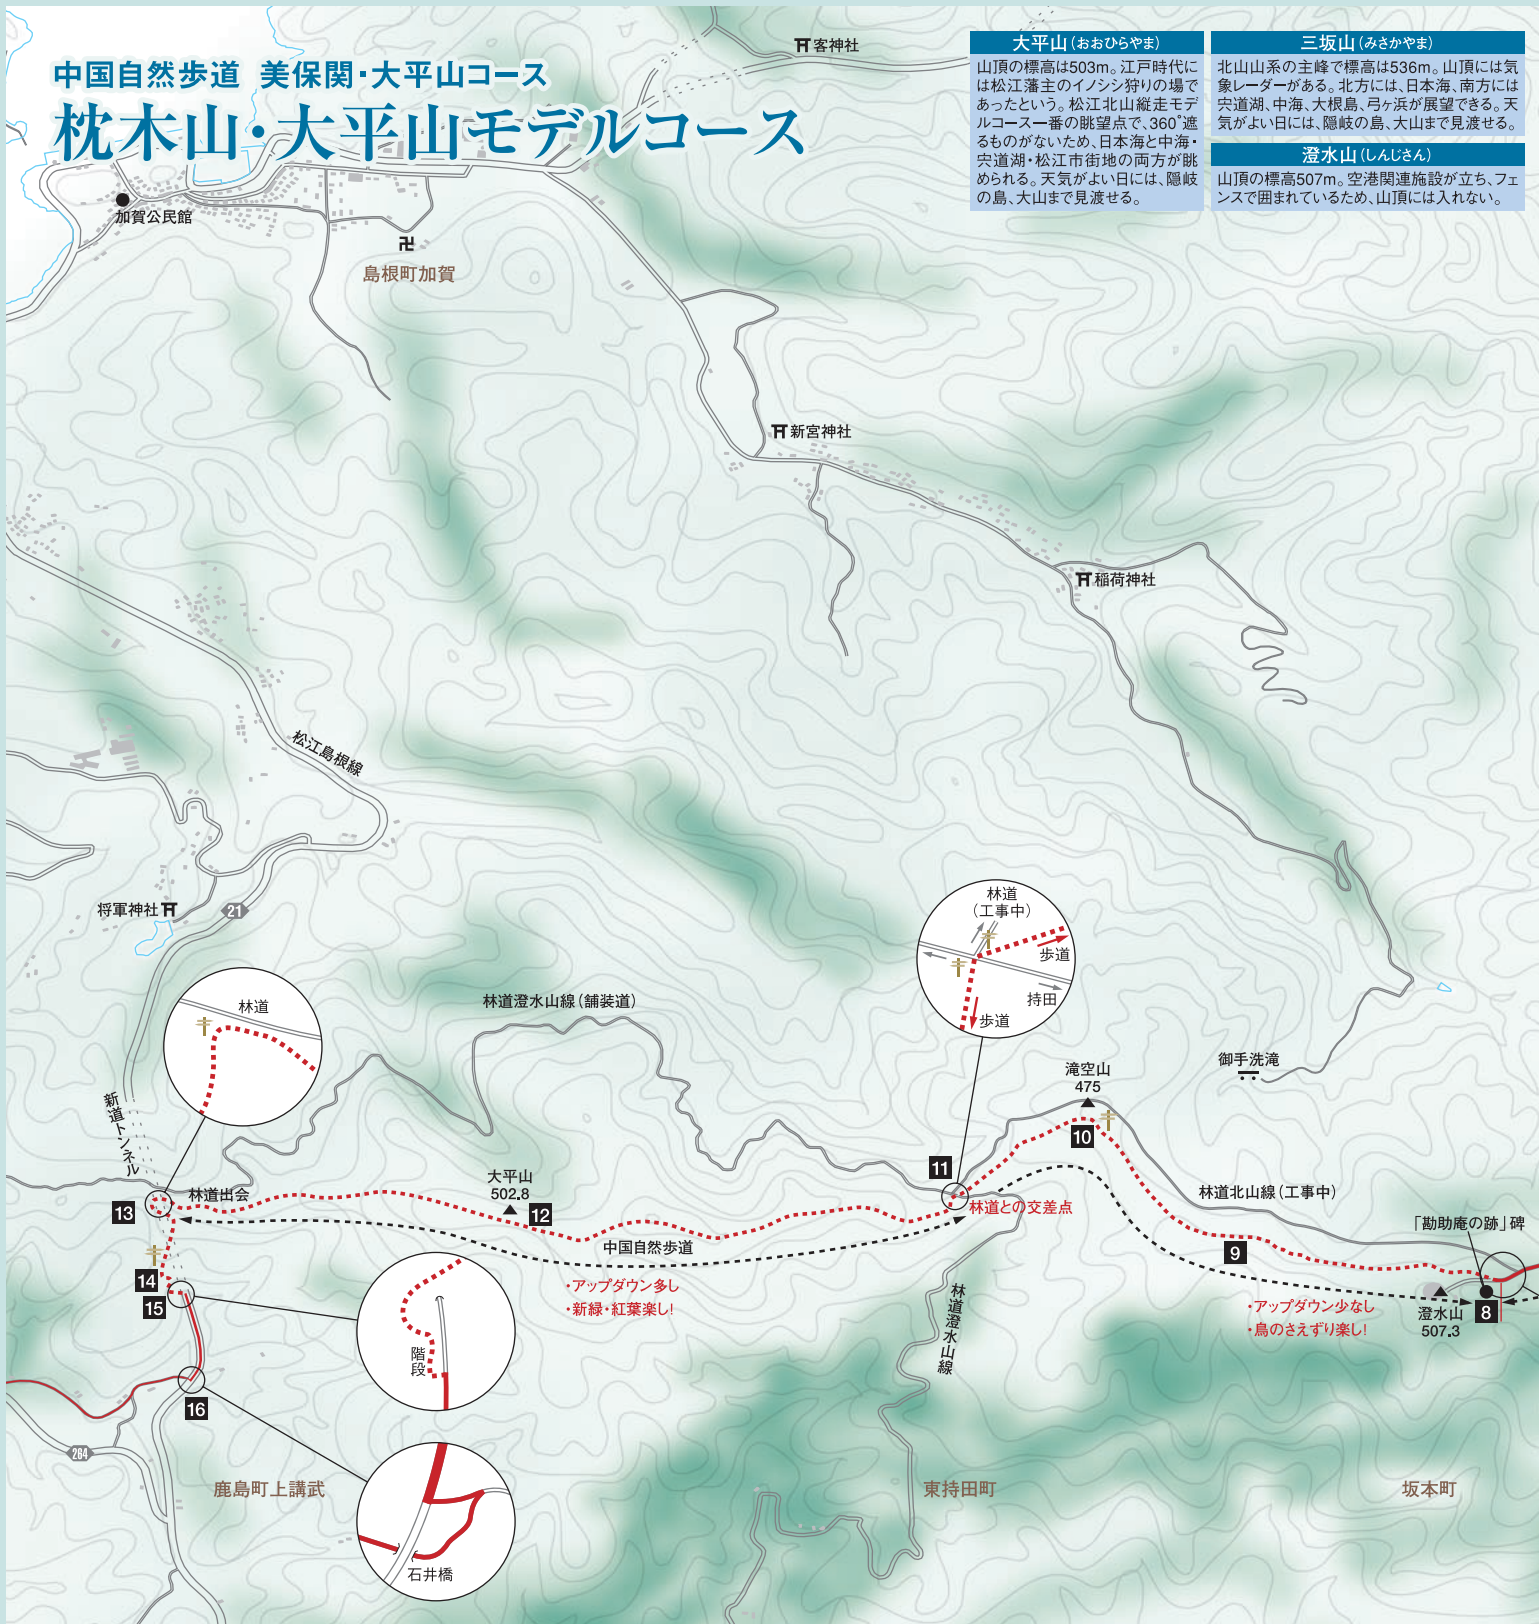 中国自然歩道 美保関・大平山コース
枕木山・大平山モデルコース
大平山(おおひらやま)
山頂の標高は503m。江戸時代に
は松江藩主のイノシシ狩りの場で
あったという。松江北山縦走モデ
ルコース一番の眺望点で、360°遮
るものがないため、日本海と中海・
宍道湖・松江市街地の両方が眺
められる。天気がよい日には、隠岐
の島、大山まで見渡せる。
三坂山(みさかやま)
北山山系の主峰で標高は536m。山頂には気
象レーダーがある。北方には、日本海、南方には
宍道湖、中海、大根島、弓ヶ浜が展望できる。天
気がよい日には、隠岐の島、大山まで見渡せる。
澄水山(しんじさん)
山頂の標高507m。空港関連施設が立ち、フェ
ンスで囲まれているため、山頂には入れない。
客神社
加賀公民館
島根町加賀
新宮神社
稲荷神社
松江島根線
将軍神社
21
林道
(工事中)
歩道
持田
歩道
林道
林道澄水山線(舗装道)
御手洗滝
滝空山
475
新道トンネル
10
11
大平山
502.8
12
林道出会
13
林道との交差点
林道北山線(工事中)
「勘助庵の跡」碑
中国自然歩道
9
14
15
・アップダウン多し
・新緑・紅葉楽し!
林道澄水山線
・アップダウン少なし
・鳥のさえずり楽し!
澄水山
507.3
8
階段
16
264
鹿島町上講武
東持田町
坂本町
石井橋